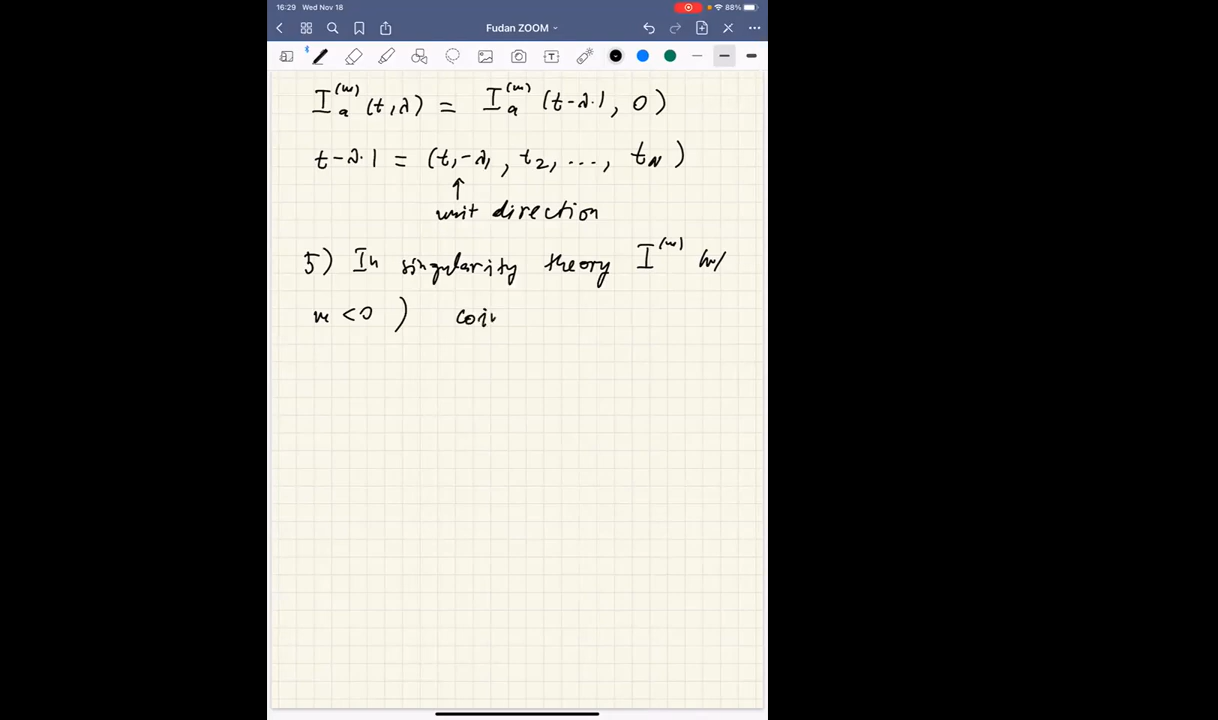 16:29 Wed Nov 18
88%
Fudan ZOOM
I_a^{(m)} (t, λ) = I_a^{(m)} (t-λ·1, 0)
t-λ·1 = (t_1-λ, t_2, ..., t_N)
↑
unit direction
5) In singularity theory I^{(m)} (w/
m < 0 )